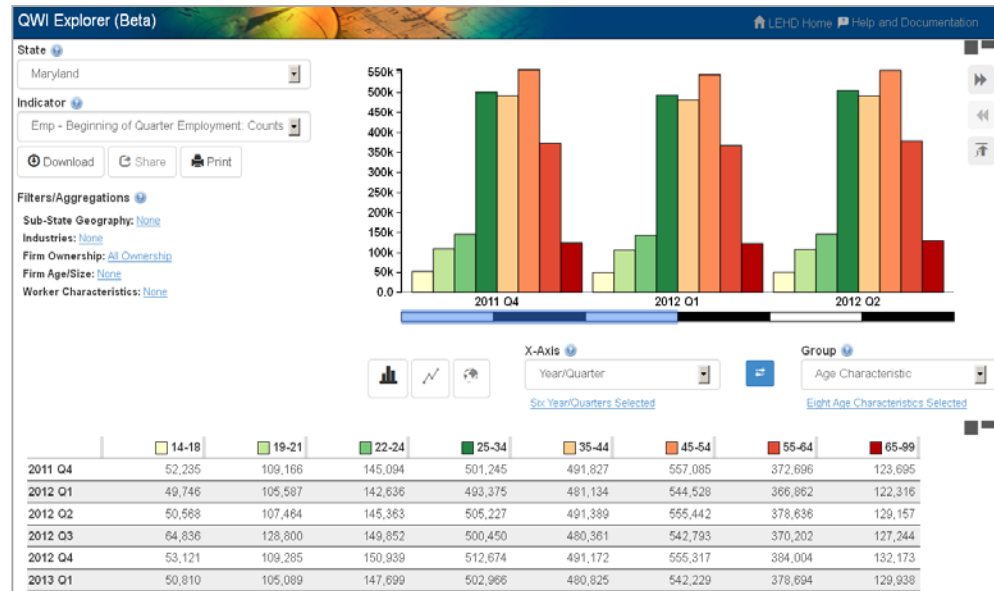 QWI Explorer (Beta)
LEHD Home Help and Documentation
State
Maryland
Indicator
Emp - Beginning of Quarter Employment: Counts
Download Share Print
Filters/Aggregations
Sub-State Geography: None
Industries: None
Firm Ownership: All Ownership
Firm Age/Size: None
Worker Characteristics: None
550k
500k
450k
400k
350k
300k
250k
200k
150k
100k
50k
0.0
2011 Q4 2012 Q1 2012 Q2
X-Axis Group
Year/Quarter Age Characteristic
Six Year/Quarters Selected Eight Age Characteristics Selected
14-18 19-21 22-24 25-34 35-44 45-54 55-64 65-99
2011 Q4 52,235 109,166 145,094 501,245 491,827 557,085 372,696 123,695
2012 Q1 49,746 105,587 142,636 493,375 481,134 544,528 366,862 122,316
2012 Q2 50,568 107,464 145,363 505,227 491,389 555,442 378,636 129,157
2012 Q3 64,836 128,800 149,852 500,450 480,361 542,793 370,202 127,244
2012 Q4 53,121 109,285 150,939 512,674 491,172 555,317 384,004 132,173
2013 Q1 50,810 105,089 147,699 502,966 480,825 542,229 378,694 129,938